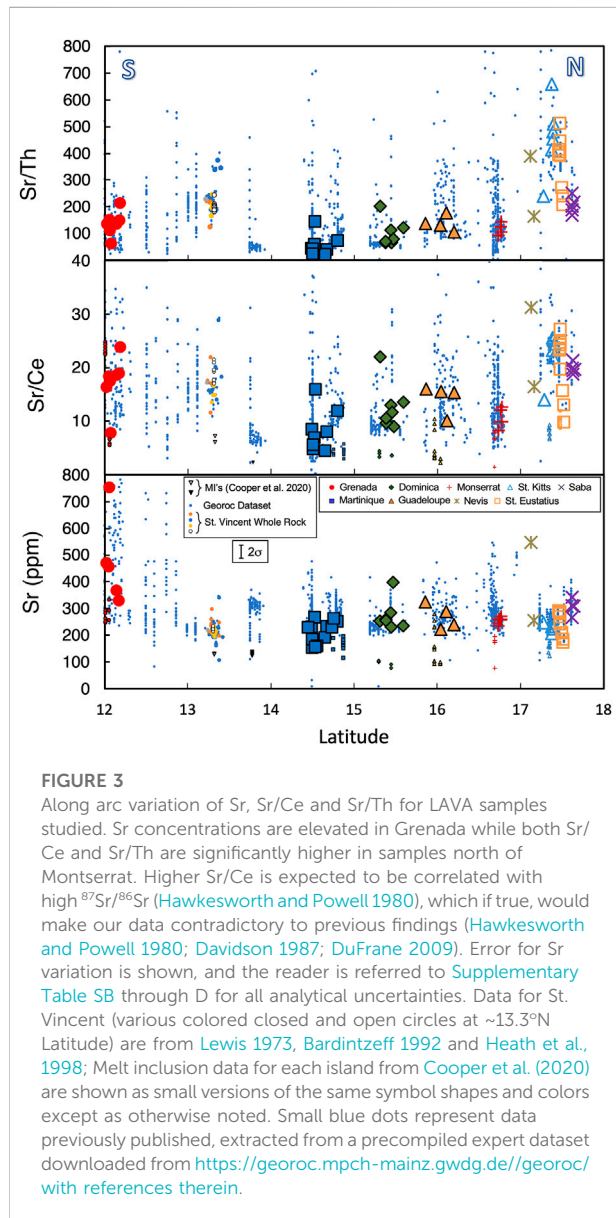 S
N
800
700
600
500
400
300
200
100
40
Sr/Th
30
20
10
800
Sr/Ce
700
600
500
400
300
200
100
0
Sr (ppm)
MI's (Cooper et al. 2020)
Georoc Dataset
St. Vincent Whole Rock
2σ
Grenada
Dominica
Monserrat
St. Kitts
Saba
Martinique
Guadeloupe
Nevis
St. Eustatius
12 13 14 15 16 17 18
Latitude
FIGURE 3
Along arc variation of Sr, Sr/Ce and Sr/Th for LAVA samples
studied. Sr concentrations are elevated in Grenada while both Sr/
Ce and Sr/Th are significantly higher in samples north of
Montserrat. Higher Sr/Ce is expected to be correlated with
high ⁸⁷Sr/⁸⁶Sr (Hawkesworth and Powell 1980), which if true, would
make our data contradictory to previous findings (Hawkesworth
and Powell 1980; Davidson 1987; DuFrane 2009). Error for Sr
variation is shown, and the reader is referred to Supplementary
Table SB through D for all analytical uncertainties. Data for St.
Vincent (various colored closed and open circles at ~13.3°N
Latitude) are from Lewis 1973, Bardintzeff 1992 and Heath et al.,
1998; Melt inclusion data for each island from Cooper et al. (2020)
are shown as small versions of the same symbol shapes and colors
except as otherwise noted. Small blue dots represent data
previously published, extracted from a precompiled expert dataset
downloaded from https://georoc.mpch-mainz.gwdg.de//georoc/
with references therein.